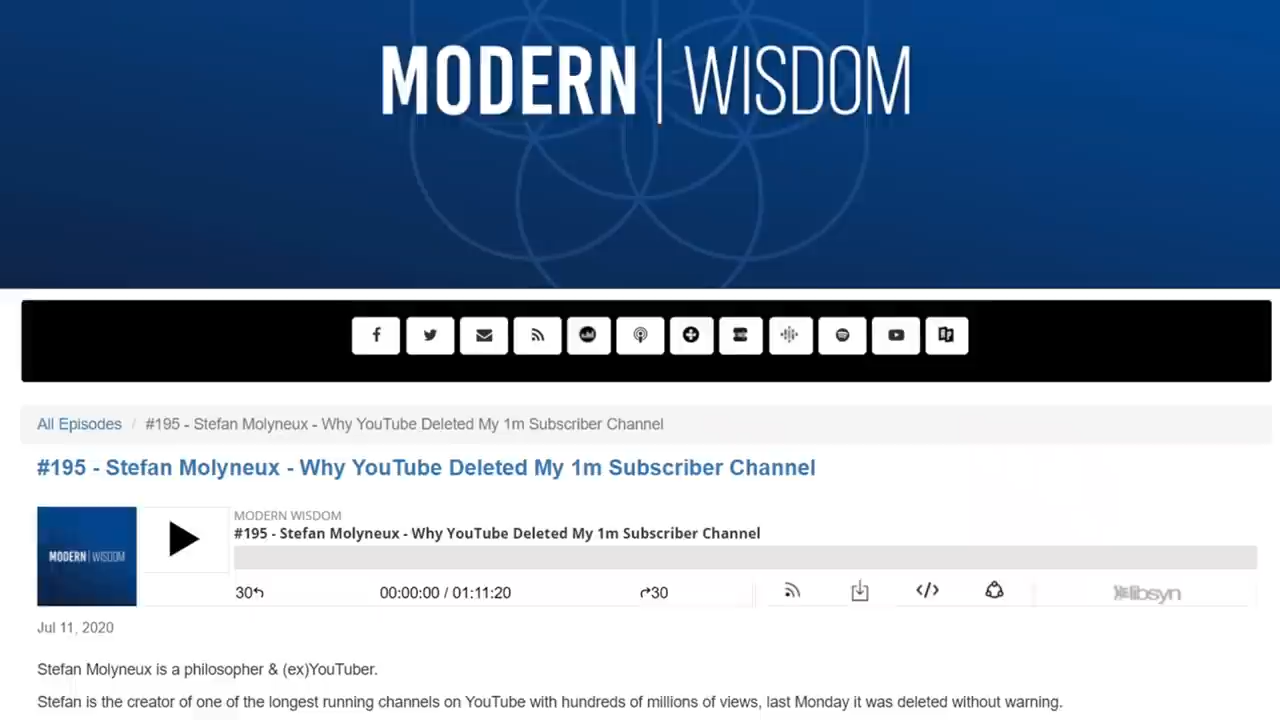 MODERN | WISDOM
All Episodes / #195 - Stefan Molyneux - Why YouTube Deleted My 1m Subscriber Channel
#195 - Stefan Molyneux - Why YouTube Deleted My 1m Subscriber Channel
MODERN | WISDOM
MODERN WISDOM
#195 - Stefan Molyneux - Why YouTube Deleted My 1m Subscriber Channel
30 00:00:00 / 01:11:20 30
libsyn
Jul 11, 2020
Stefan Molyneux is a philosopher & (ex)YouTuber.
Stefan is the creator of one of the longest running channels on YouTube with hundreds of millions of views, last Monday it was deleted without warning.